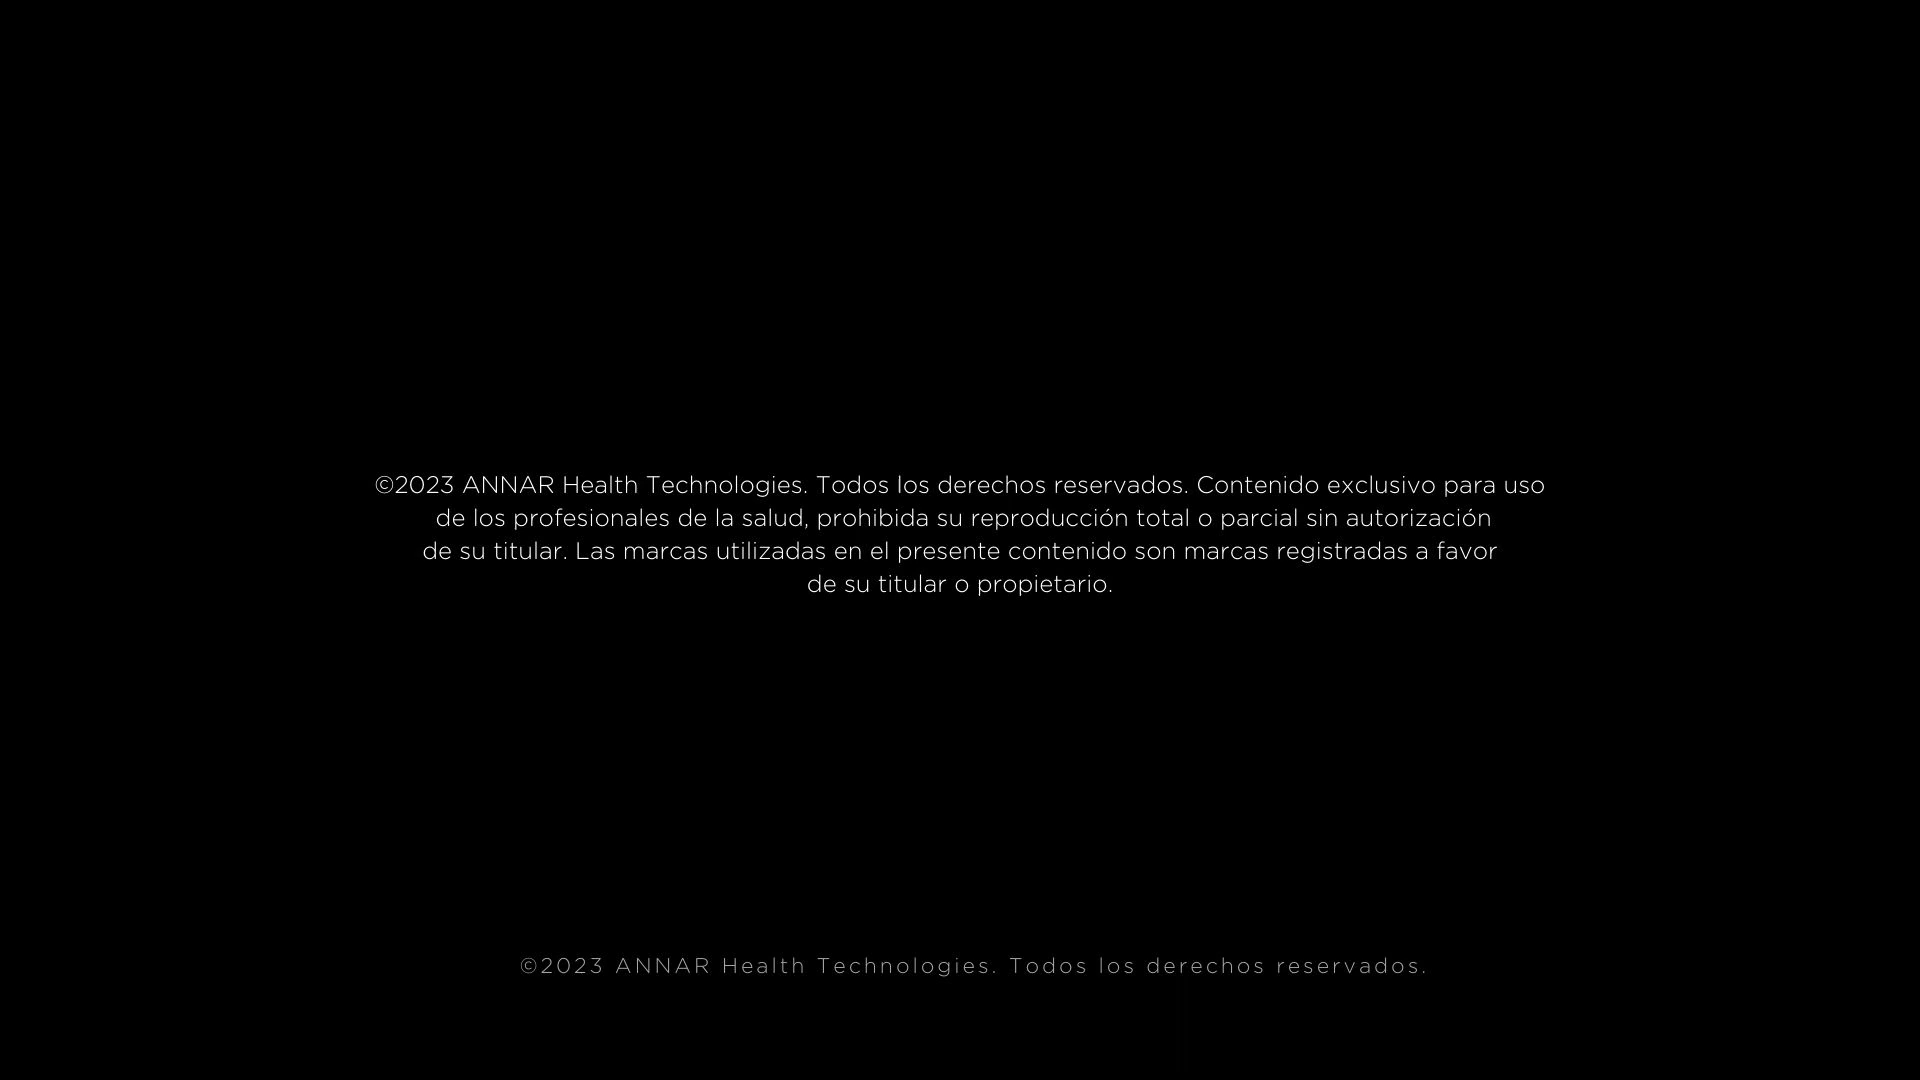 ©2023 ANNAR Health Technologies. Todos los derechos reservados. Contenido exclusivo para uso
de los profesionales de la salud, prohibida su reproducción total o parcial sin autorización
de su titular. Las marcas utilizadas en el presente contenido son marcas registradas a favor
de su titular o propietario.
©2023 ANNAR Health Technologies. Todos los derechos reservados.